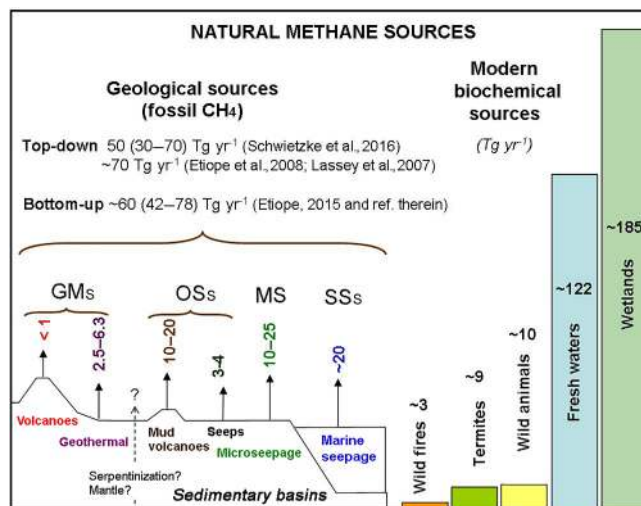 NATURAL METHANE SOURCES
Geological sources
(fossil CH4)
Top-down 50 (30–70) Tg yr-1 (Schwietzke et al., 2016)
~70 Tg yr-1 (Etiope et al., 2008; Lassey et al., 2007)
Bottom-up ~60 (42–78) Tg yr-1 (Etiope, 2015 and ref. therein)
Modern
biochemical
sources
(Tg yr-1)
GMs
OSs
MS
SSs
< 1
2.5–6.3
10–20
3-4
10–25
~20
?
Volcanoes
Geothermal
Mud
volcanoes
Seeps
Microseepage
Marine
seepage
Serpentinization?
Mantle?
Sedimentary basins
~3
Wild fires
~9
Termites
~10
Wild animals
~122
Fresh waters
~185
Wetlands